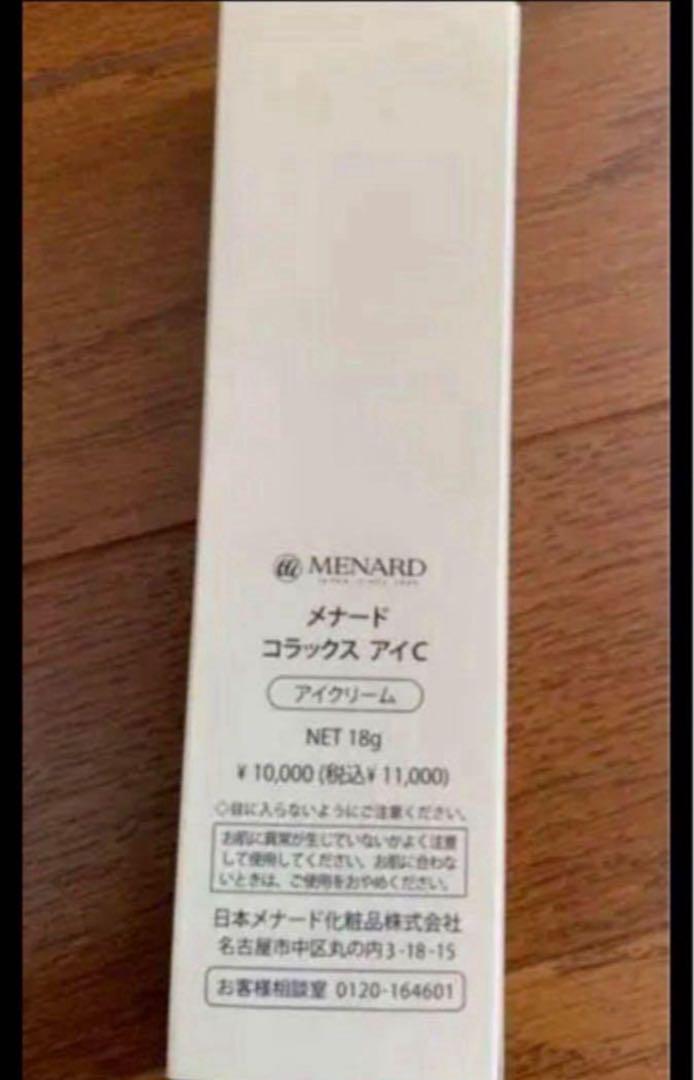 MENARD
メナード
コラックス アイC
アイクリーム
NET 18g
¥10,000(税込¥11,000)
◇目に入らないようにご注意ください。
お肌に異常が生じていないかよく注意
して使用してください。お肌に合わな
いときは、ご使用をおやめください。
日本メナード化粧品株式会社
名古屋市中区丸の内3-18-15
お客様相談室 0120-164601